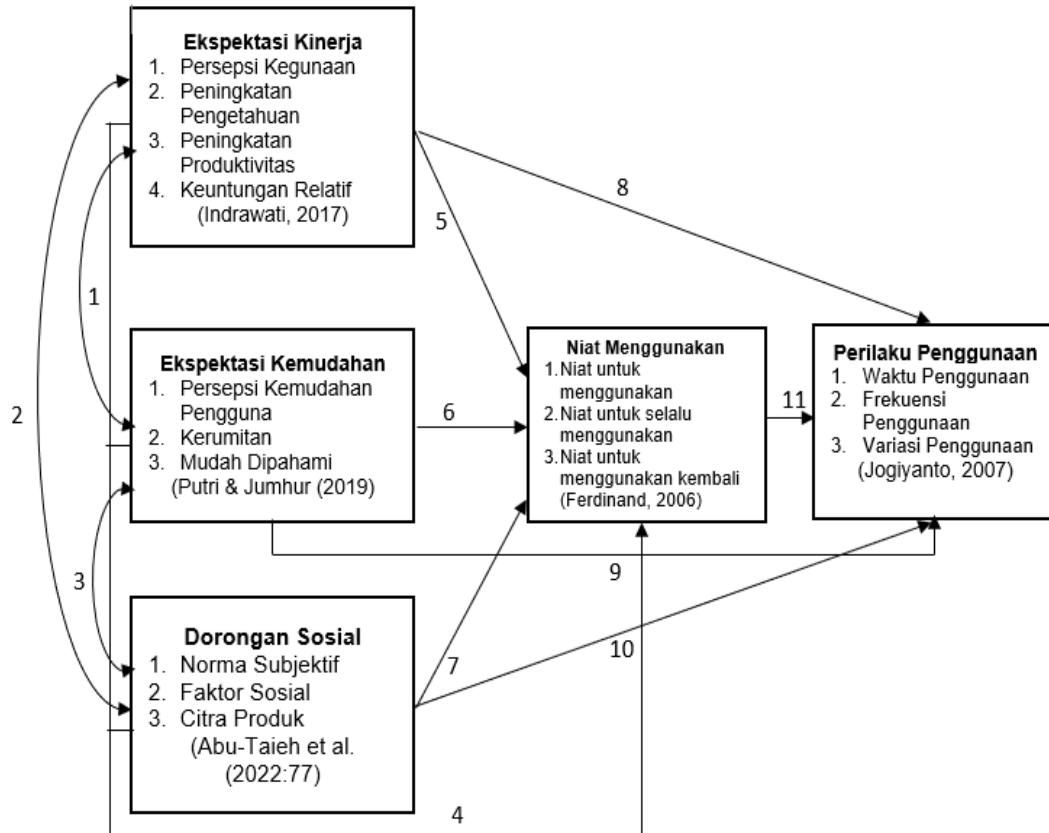 Ekspektasi Kinerja
1. Persepsi Kegunaan
2. Peningkatan
Pengetahuan
3. Peningkatan
Produktivitas
4. Keuntungan Relatif
(Indrawati, 2017)
8
5
1
Ekspektasi Kemudahan
1. Persepsi Kemudahan
Pengguna
2. Kerumitan
3. Mudah Dipahami
(Putri & Jumhur (2019)
2
6
Niat Menggunakan
1.Niat untuk
menggunakan
2.Niat untuk selalu
menggunakan
3.Niat untuk
menggunakan kembali
(Ferdinand, 2006)
11
Perilaku Penggunaan
1. Waktu Penggunaan
2. Frekuensi
Penggunaan
3. Variasi Penggunaan
(Jogiyanto, 2007)
3
9
Dorongan Sosial
1. Norma Subjektif
2. Faktor Sosial
3. Citra Produk
(Abu-Taieh et al.
(2022:77)
7
10
4